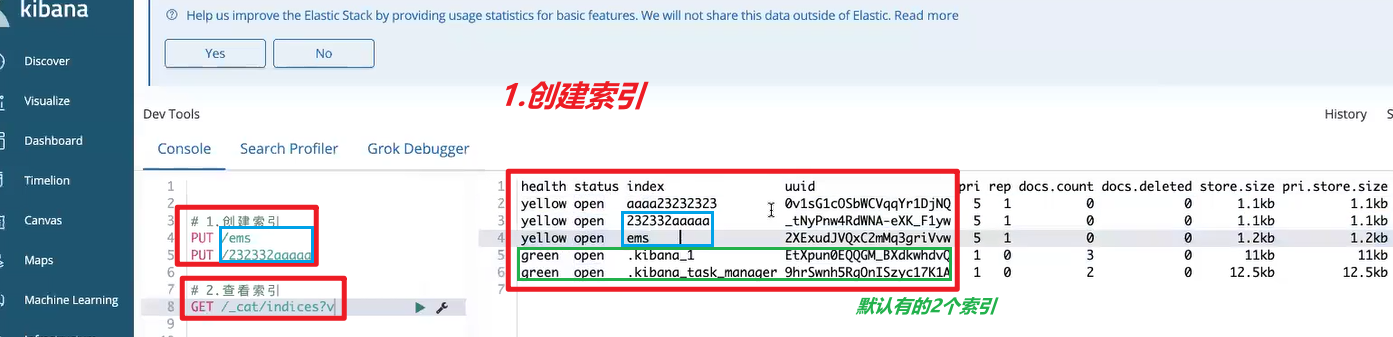 kibana
Help us improve the Elastic Stack by providing usage statistics for basic features. We will not share this data outside of Elastic. Read more
Yes
No
Discover
Visualize
Dashboard
Timelion
Canvas
Maps
Machine Learning
1.创建索引
Dev Tools
History
Console
Search Profiler
Grok Debugger
1
2
3 # 1.创建索引
4 PUT /ems
5 PUT /232332aaaaa
6
7 # 2.查看索引
8 GET /_cat/indices?v
9
1 health status index uuid pri rep docs.count docs.deleted store.size pri.store.size
2 yellow open aaaa23232323 0v1sG1cOSbWCVqqYr1DjNQ 5 1 0 0 1.1kb 1.1kb
3 yellow open 232332aaaaa _tNyPnw4RdWNA-eXK_F1yw 5 1 0 0 1.1kb 1.1kb
4 yellow open ems 2XExudJVQxC2mMq3griVvw 5 1 0 0 1.2kb 1.2kb
5 green open .kibana_1 EtXpun0EQQGM_BXdkwhdvQ 1 0 3 0 11kb 11kb
6 green open .kibana_task_manager 9hrSwnh5RqOnISzyc17K1A 1 0 2 0 12.5kb 12.5kb
7
默认有的2个索引